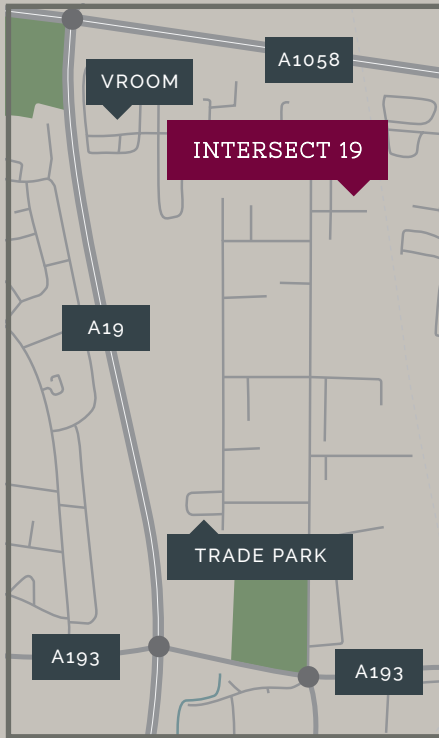 A1058
VROOM
INTERSECT 19
A19
TRADE PARK
A193
A193